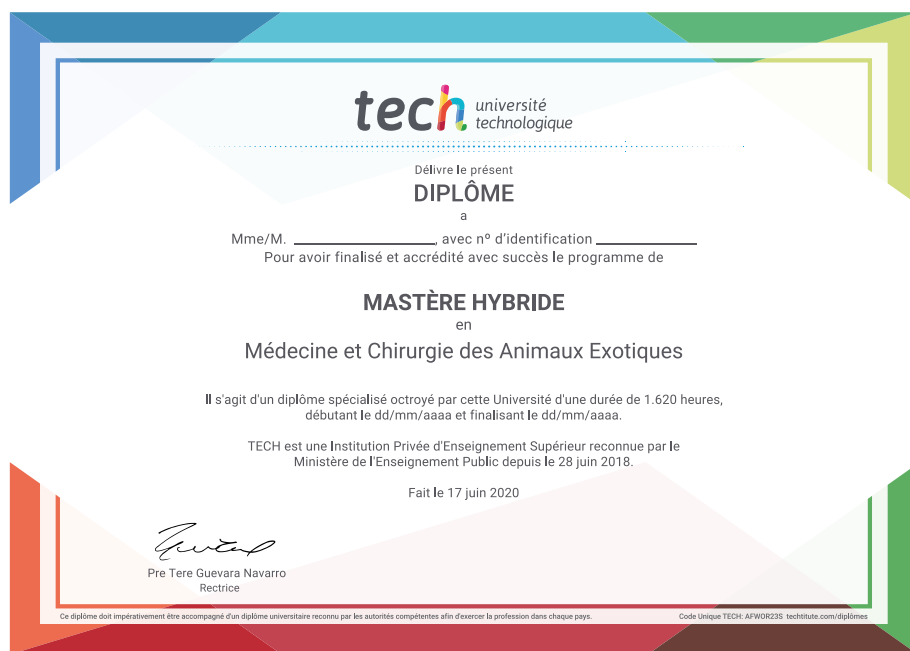 tech université
technologique
Délivre le présent
DIPLÔME
a
Mme/M. , avec nº d'identification
Pour avoir finalisé et accrédité avec succès le programme de
MASTÈRE HYBRIDE
en
Médecine et Chirurgie des Animaux Exotiques
Il s'agit d'un diplôme spécialisé octroyé par cette Université d'une durée de 1.620 heures,
débutant le dd/mm/aaaa et finalisant le dd/mm/aaaa.
TECH est une Institution Privée d'Enseignement Supérieur reconnue par le
Ministère de l'Enseignement Public depuis le 28 juin 2018.
Fait le 17 juin 2020
Pre Tere Guevara Navarro
Rectrice
Ce diplôme doit impérativement être accompagné d'un diplôme universitaire reconnu par les autorités compétentes afin d'exercer la profession dans chaque pays. Code Unique TECH: AFWOR23S techtitute.com/diplômes